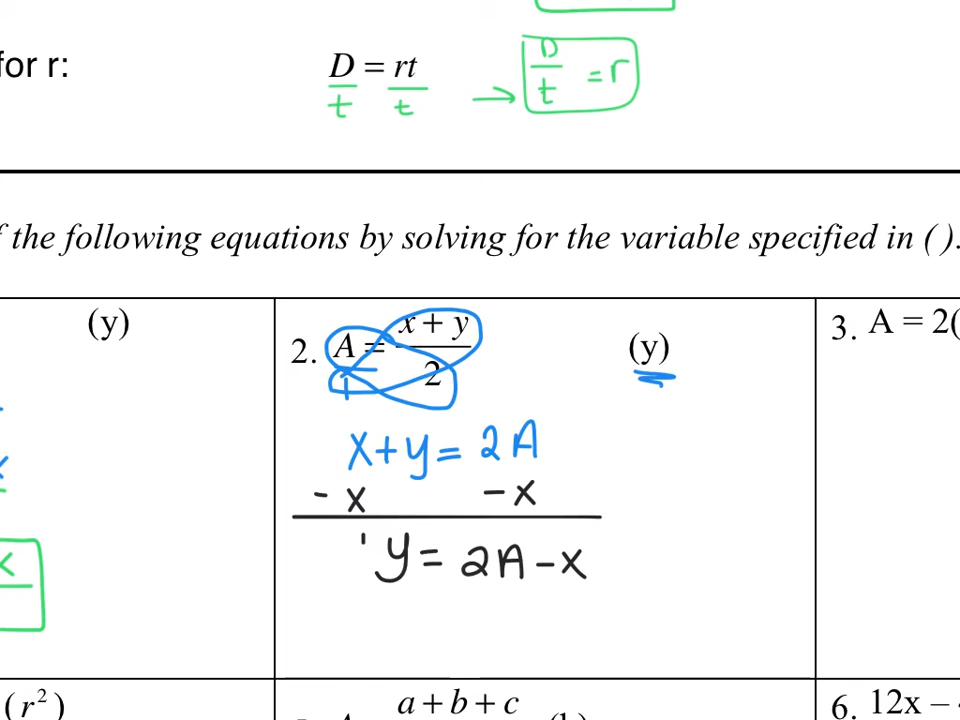 for r: D = rt → D/t = r
t t
f the following equations by solving for the variable specified in ( ).
(y) 2. A/1 = (x + y)/2 (y) 3. A = 2(
x+y = 2A
- x - x
y = 2A - x
(r²) a + b + c 6. 12x –